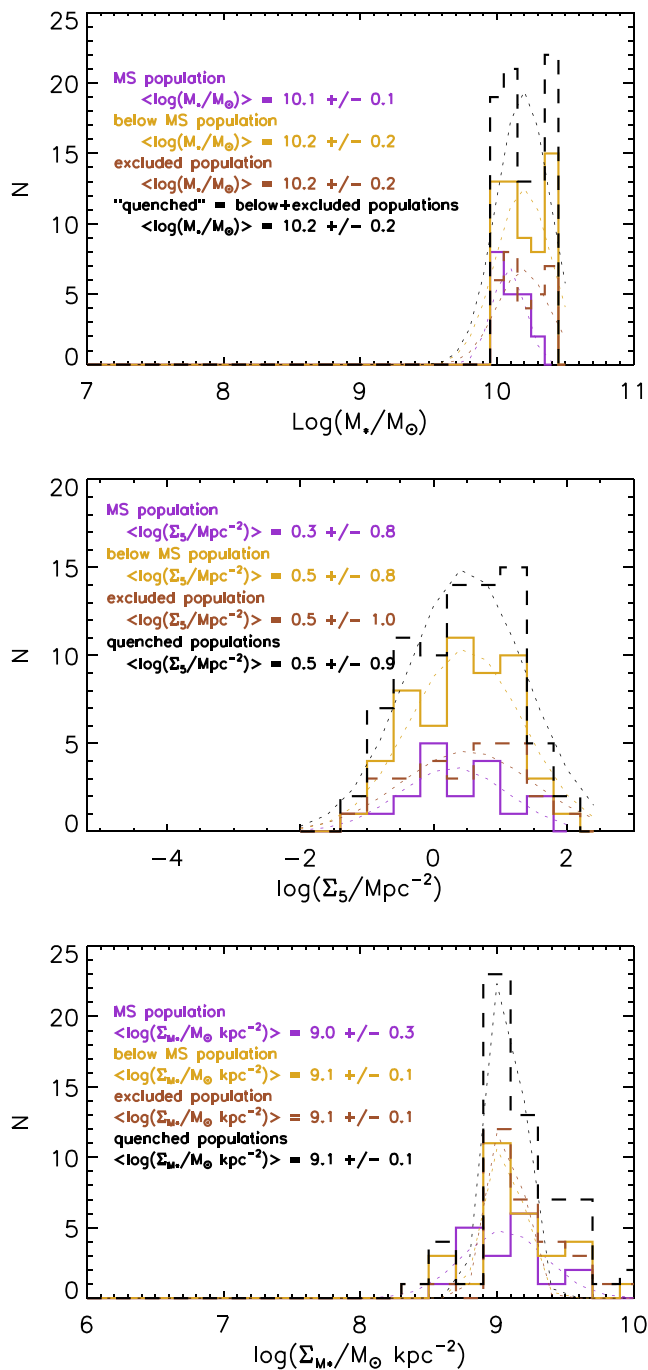 25
20
15
10
5
0
N
MS population
<log(M*/M⊙)> = 10.1 +/- 0.1
below MS population
<log(M*/M⊙)> = 10.2 +/- 0.2
excluded population
<log(M*/M⊙)> = 10.2 +/- 0.2
"quenched" = below+excluded populations
<log(M*/M⊙)> = 10.2 +/- 0.2
7 8 9 10 11
Log(M*/M⊙)
20
15
10
5
0
N
MS population
<log(Σ5/Mpc−2)> = 0.3 +/− 0.8
below MS population
<log(Σ5/Mpc−2)> = 0.5 +/− 0.8
excluded population
<log(Σ5/Mpc−2)> = 0.5 +/− 1.0
quenched populations
<log(Σ5/Mpc−2)> = 0.5 +/− 0.9
−4 −2 0 2
log(Σ5/Mpc−2)
25
20
15
10
5
0
N
MS population
<log(ΣM*/M⊙ kpc−2)> = 9.0 +/− 0.3
below MS population
<log(ΣM*/M⊙ kpc−2)> = 9.1 +/− 0.1
excluded population
<log(ΣM*/M⊙ kpc−2)> = 9.1 +/− 0.1
quenched populations
<log(ΣM*/M⊙ kpc−2)> = 9.1 +/− 0.1
6 7 8 9 10
log(ΣM*/M⊙ kpc−2)